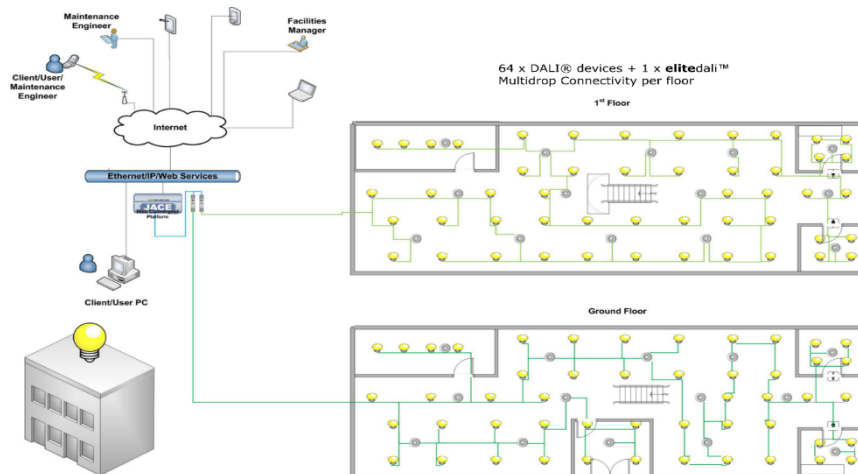 Maintenance
Engineer
Facilities
Manager
Client/User/
Maintenance
Engineer
Internet
Ethernet/IP/Web Services
JACE
Platform
Client/User PC
64 x DALI® devices + 1 x elitedali™
Multidrop Connectivity per floor
1st Floor
Ground Floor